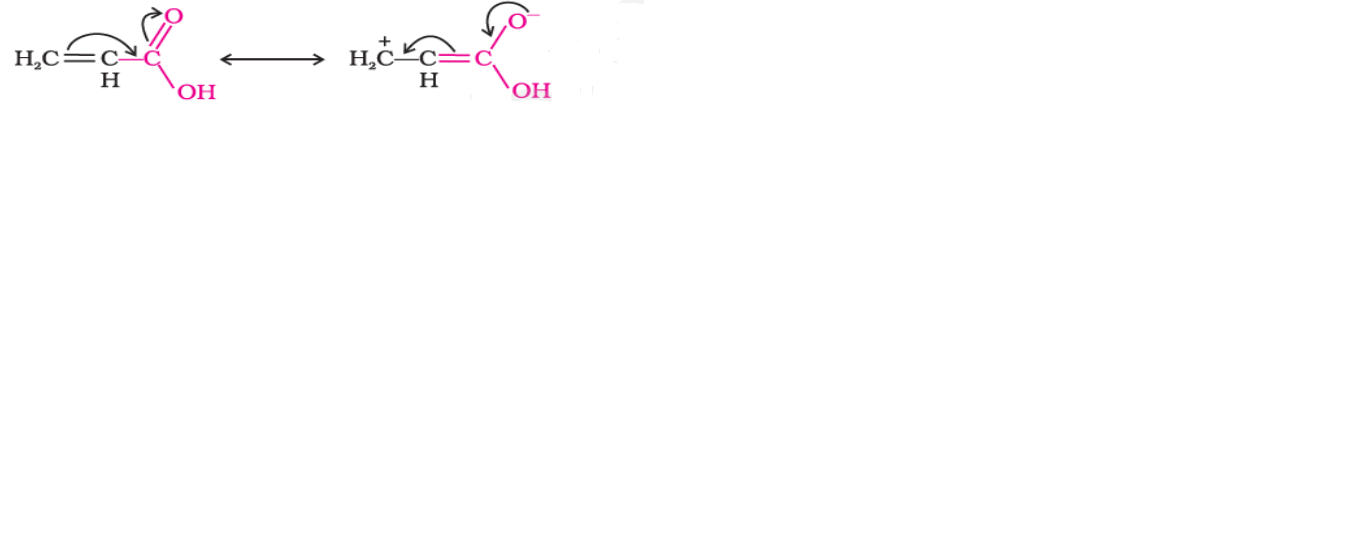 O O⁻
H₂C=C-C H₂C⁺-C=C
H OH H OH